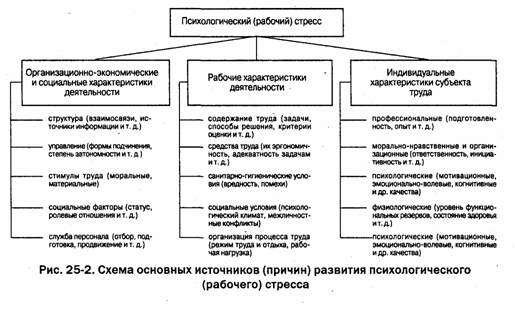 Психологический (рабочий) стресс
Организационно-экономические
и социальные характеристики
деятельности
структура (взаимосвязи, ис-
точники информации и т. д.)
управление (формы подчинения,
степень автономности и т. д.)
стимулы труда (моральные,
материальные)
социальные факторы (статус,
ролевые отношения и т. д.)
служба персонала (отбор, под-
готовка, продвижение и т. д.)
Рабочие характеристики
деятельности
содержание труда (задачи,
способы решения, критерии
оценки и т. д.)
средства труда (их эргономич-
ность, адекватность задачам
и т. д.)
санитарно-гигиенические усло-
вия (вредность, помехи)
социальные условия (психоло-
гический климат, межличност-
ные конфликты)
организация процесса труда
(режим труда и отдыха, рабо-
чая нагрузка)
Индивидуальные
характеристики субъекта
труда
профессиональные (подготовлен-
ность, опыт и т. д.)
морально-нравственные и органи-
зационные (ответственность, иници-
ативность и т. д.)
психологические (мотивационные,
эмоционально-волевые, когнитивные
и др. качества)
физиологические (уровень функцио-
нальных резервов, состояние здоровья
и т. д.)
психологические (мотивационные,
эмоционально-волевые, когнитивные
и др. качества)
Рис. 25-2. Схема основных источников (причин) развития психологического
(рабочего) стресса